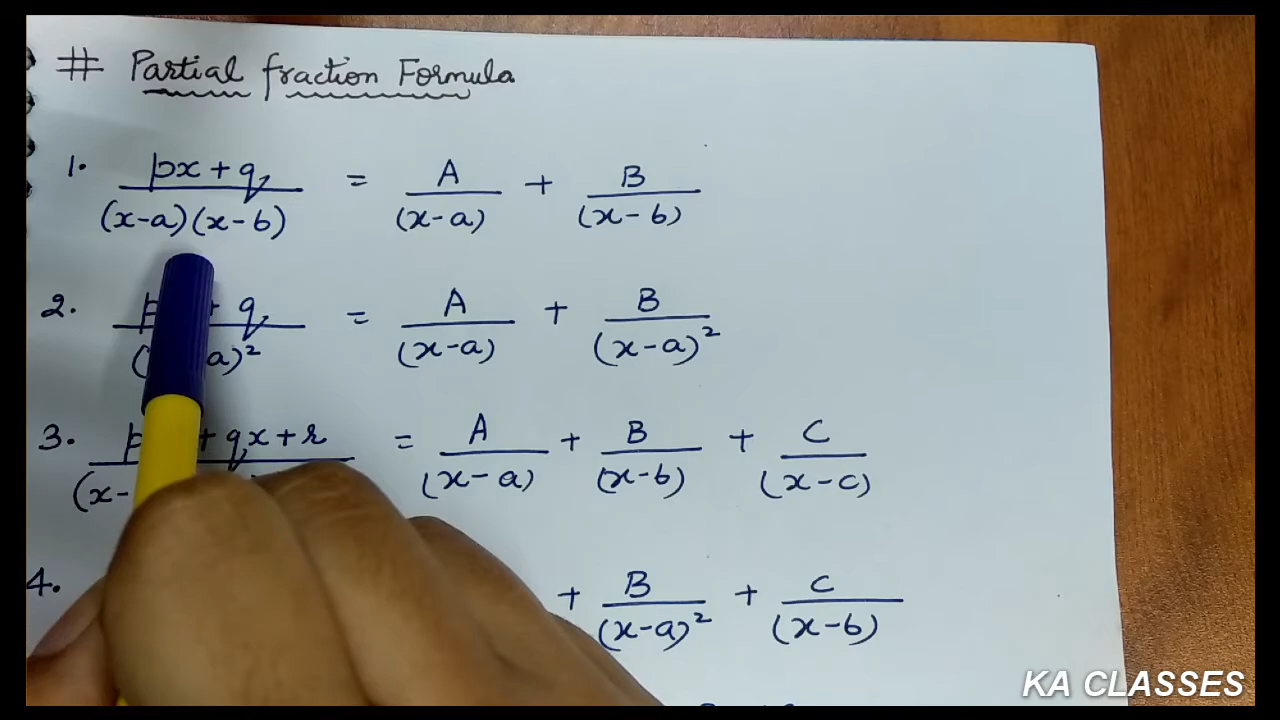 # Partial fraction Formula
1. px + q / (x-a)(x-b) = A / (x-a) + B / (x-b)
2. + q / ( a)² = A / (x-a) + B / (x-a)²
3. + qx + r / (x- = A / (x-a) + B / (x-b) + C / (x-c)
4. + B / (x-a)² + C / (x-b)
KA CLASSES